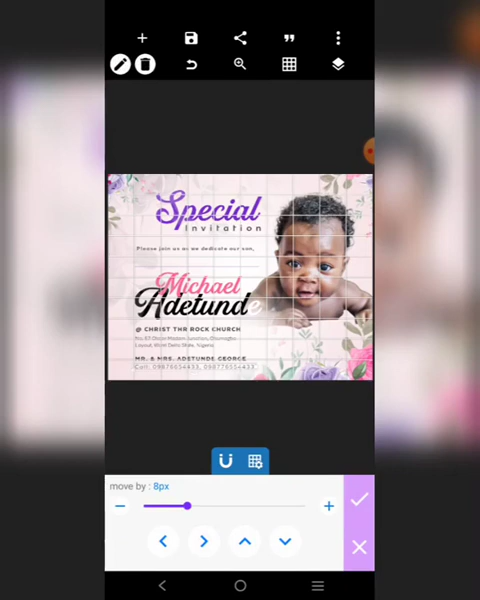 Special
Invitation
Please join us as we dedicate our son,
Michael
Adetunde
@ CHRIST THR ROCK CHURCH
MR. & MRS. ADETUNDE GEORGE
move by : 8px